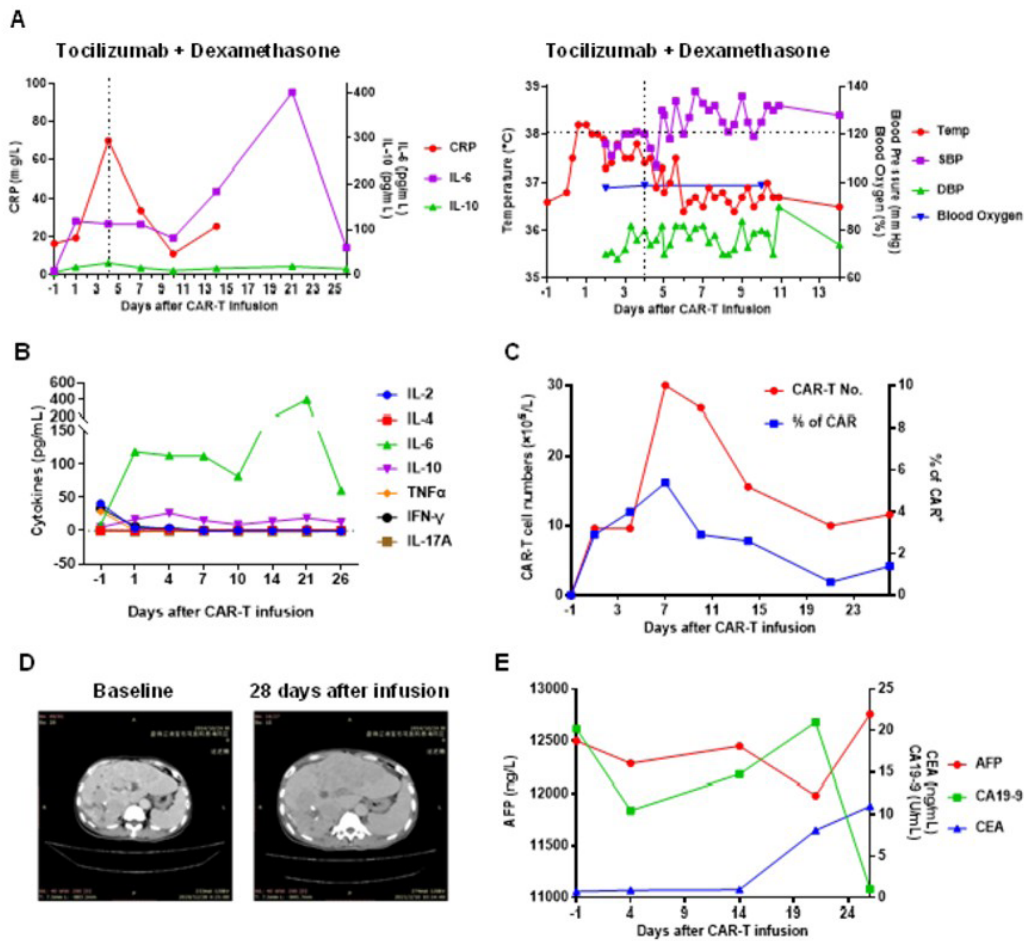 A
Tocilizumab + Dexamethasone
100
80
60
40
20
0
CRP (mg/L)
400
300
200
100
0
IL-6 (pg/mL)
IL-10 (pg/mL)
CRP
IL-6
IL-10
-1 1 3 4 5 7 9 11 13 15 17 19 21 23 25
Days after CAR-T Infusion
Tocilizumab + Dexamethasone
39
38
37
36
35
Temperature (°C)
140
120
100
80
60
Blood Pressure (mm Hg)
Blood Oxygen (%)
Temp
SBP
DBP
Blood Oxygen
-1 1 3 5 7 9 11 13
Days after CAR-T Infusion
B
600
400
200
150
100
50
0
-50
Cytokines (pg/mL)
IL-2
IL-4
IL-6
IL-10
TNFα
IFN-γ
IL-17A
-1 1 4 7 10 14 21 26
Days after CAR-T infusion
C
30
20
10
0
CAR-T cell numbers (×10⁶/L)
CAR-T No.
% of CAR
10
8
6
4
2
0
% of CAR⁺
-1 3 7 11 15 19 23
Days after CAR-T infusion
D
Baseline
28 days after infusion
E
13000
12500
12000
11500
11000
AFP (ng/L)
25
20
15
10
5
0
CEA (ng/mL)
CA19-9 (U/mL)
AFP
CA19-9
CEA
-1 4 9 14 19 24
Days after CAR-T infusion